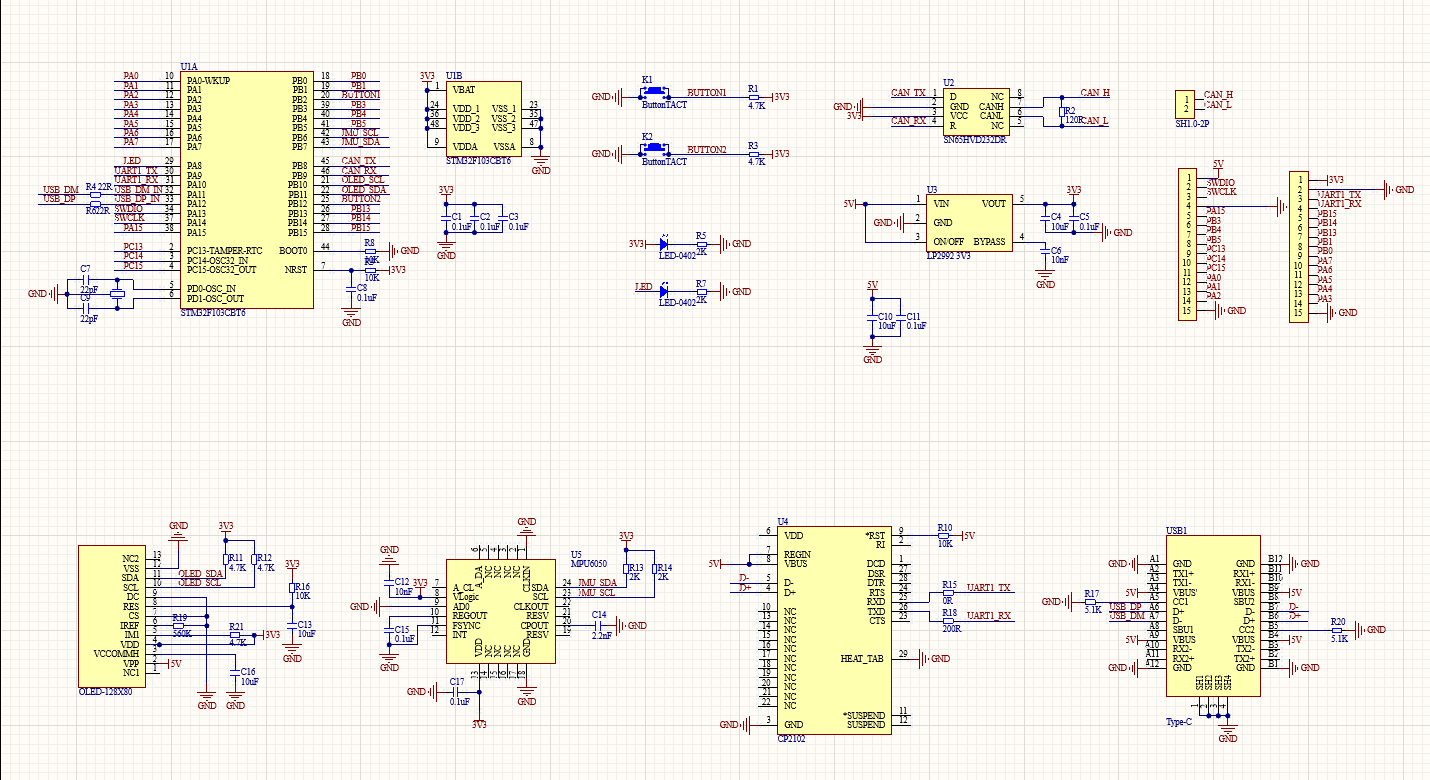 U1A
PA0 10 PA0-WKUP PB0 18 PB0
PA1 11 PA1 PB1 19 PB1
PA2 12 PA2 PB2 20 BUTTON1
PA3 13 PA3 PB3 39 PB3
PA4 14 PA4 PB4 40 PB4
PA5 15 PA5 PB5 41 PB5
PA6 16 PA6 PB6 42 JMU_SCL
PA7 17 PA7 PB7 43 JMU_SDA
LED 29 PA8 PB8 45 CAN_TX
UART1_TX 30 PA9 PB9 46 CAN_RX
UART1_RX 31 PA10 PB10 21 OLED_SCL
USB_DM R4 22R USB_DM_IN 32 PA11 PB11 22 OLED_SDA
USB_DP R6 22R USB_DP_IN 33 PA12 PB12 25 BUTTON2
SWDIO 34 PA13 PB13 26 PB13
SWCLK 37 PA14 PB14 27 PB14
PA15 38 PA15 PB15 28 PB15
PC13 2 PC13-TAMPER-RTC BOOT0 44 R8 10K GND
PC14 3 PC14-OSC32_IN
PC15 4 PC15-OSC32_OUT NRST 7 10K 3V3
C7 22pF 5 PD0-OSC_IN C8 0.1uF
GND 6 PD1-OSC_OUT
C9 22pF STM32F103CBT6 GND
3V3 U1B
1 VBAT
24 VDD_1 VSS_1 23
36 VDD_2 VSS_2 35
48 VDD_3 VSS_3 47
9 VDDA VSSA 8
STM32F103CBT6 GND
3V3
C1 0.1uF C2 0.1uF C3 0.1uF
GND
K1
GND ButtonTACT BUTTON1 R1 4.7K 3V3
K2
GND ButtonTACT BUTTON2 R3 4.7K 3V3
3V3 LED-0402 R5 2K GND
LED LED-0402 R7 2K GND
U2
CAN_TX 1 D NC 8 CAN_H
GND 2 GND CANH 7 R2
3V3 3 VCC CANL 6 120R
CAN_RX 4 R NC 5 CAN_L
SN65HVD232DR
U3 3V3
5V 1 VIN VOUT 5
GND 2 GND C4 10uF C5 0.1uF GND
3 ON/OFF BYPASS 4
LP2992 3V3 C6 10nF
GND
5V
C10 10uF C11 0.1uF
GND
1 CAN_H
2 CAN_L
SH1.0-2P
5V
1
2 SWDIO
3 SWCLK
4 GND
5 PA15
6 PB3
7 PB4
8 PB5
9 PC13
10 PC14
11 PC15
12 PA0
13 PA1
14 PA2
15 GND
1 3V3
2 GND
3 UART1_TX
4 UART1_RX
5 PB15
6 PB14
7 PB13
8 PB1
9 PB0
10 PA7
11 PA6
12 PA5
13 PA4
14 PA3
15 GND
GND 3V3
NC2 13
VSS 12 R11 4.7K R12 4.7K
SDA 11 OLED_SDA 3V3
SCL 10 OLED_SCL R16 10K
DC 9
RES 8
CS 7
IREF 6 R19 560K C13 10uF
IM1 5 R21 4.7K 3V3
VDD 4 GND
VCCOMMH 3
VPP 2 5V C16 10uF
NC1 1
OLED-128X80 GND GND
GND
GND 6 5 4 3 2 1 3V3
A_DA NC NC NC NC CLKIN U5 MPU6050
C12 10nF 3V3 7 A_CL SDA 24 JMU_SDA R13 2K R14 2K
8 VLogic SCL 23 JMU_SCL
GND 9 AD0 CLKOUT 22
10 REGOUT RESV 21
C15 0.1uF 11 FSYNC CPOUT 20 C14 2.2nF GND
12 INT RESV 19
GND VDD NC NC NC NC GND
13 14 15 16 17 18
GND C17 0.1uF GND
3V3
U4
6 VDD *RST 9 R10 10K 5V
RI 2
7 REGIN
5V 8 VBUS DCD 1
DSR 27
D- 5 D- DTR 28
D+ 4 D+ RTS 24 R15 0R UART1_TX
RXD 25
10 NC TXD 26 R18 200R UART1_RX
13 NC CTS 23
14 NC
15 NC
16 NC
17 NC HEAT_TAB 29 GND
18 NC
19 NC
20 NC
21 NC
22 NC
*SUSPEND 11
GND 3 GND SUSPEND 12
CP2102
USB1
GND A1 GND GND B12 GND
A2 TX1+ RX1+ B11
A3 TX1- RX1- B10
5V A4 VBUS' VBUS B9 5V
GND R17 5.1K A5 CC1 SBU2 B8
USB_DP A6 D+ D- B7 D-
USB_DM A7 D- D+ B6 D+
A8 SBU1 CC2 B5 R20 5.1K GND
5V A9 VBUS VBUS B4 5V
A10 RX2- TX2- B3
A11 RX2+ TX2+ B2
GND A12 GND GND B1 GND
SH1 SH2 SH3 SH4
1 2 3 4
Type-C
GND